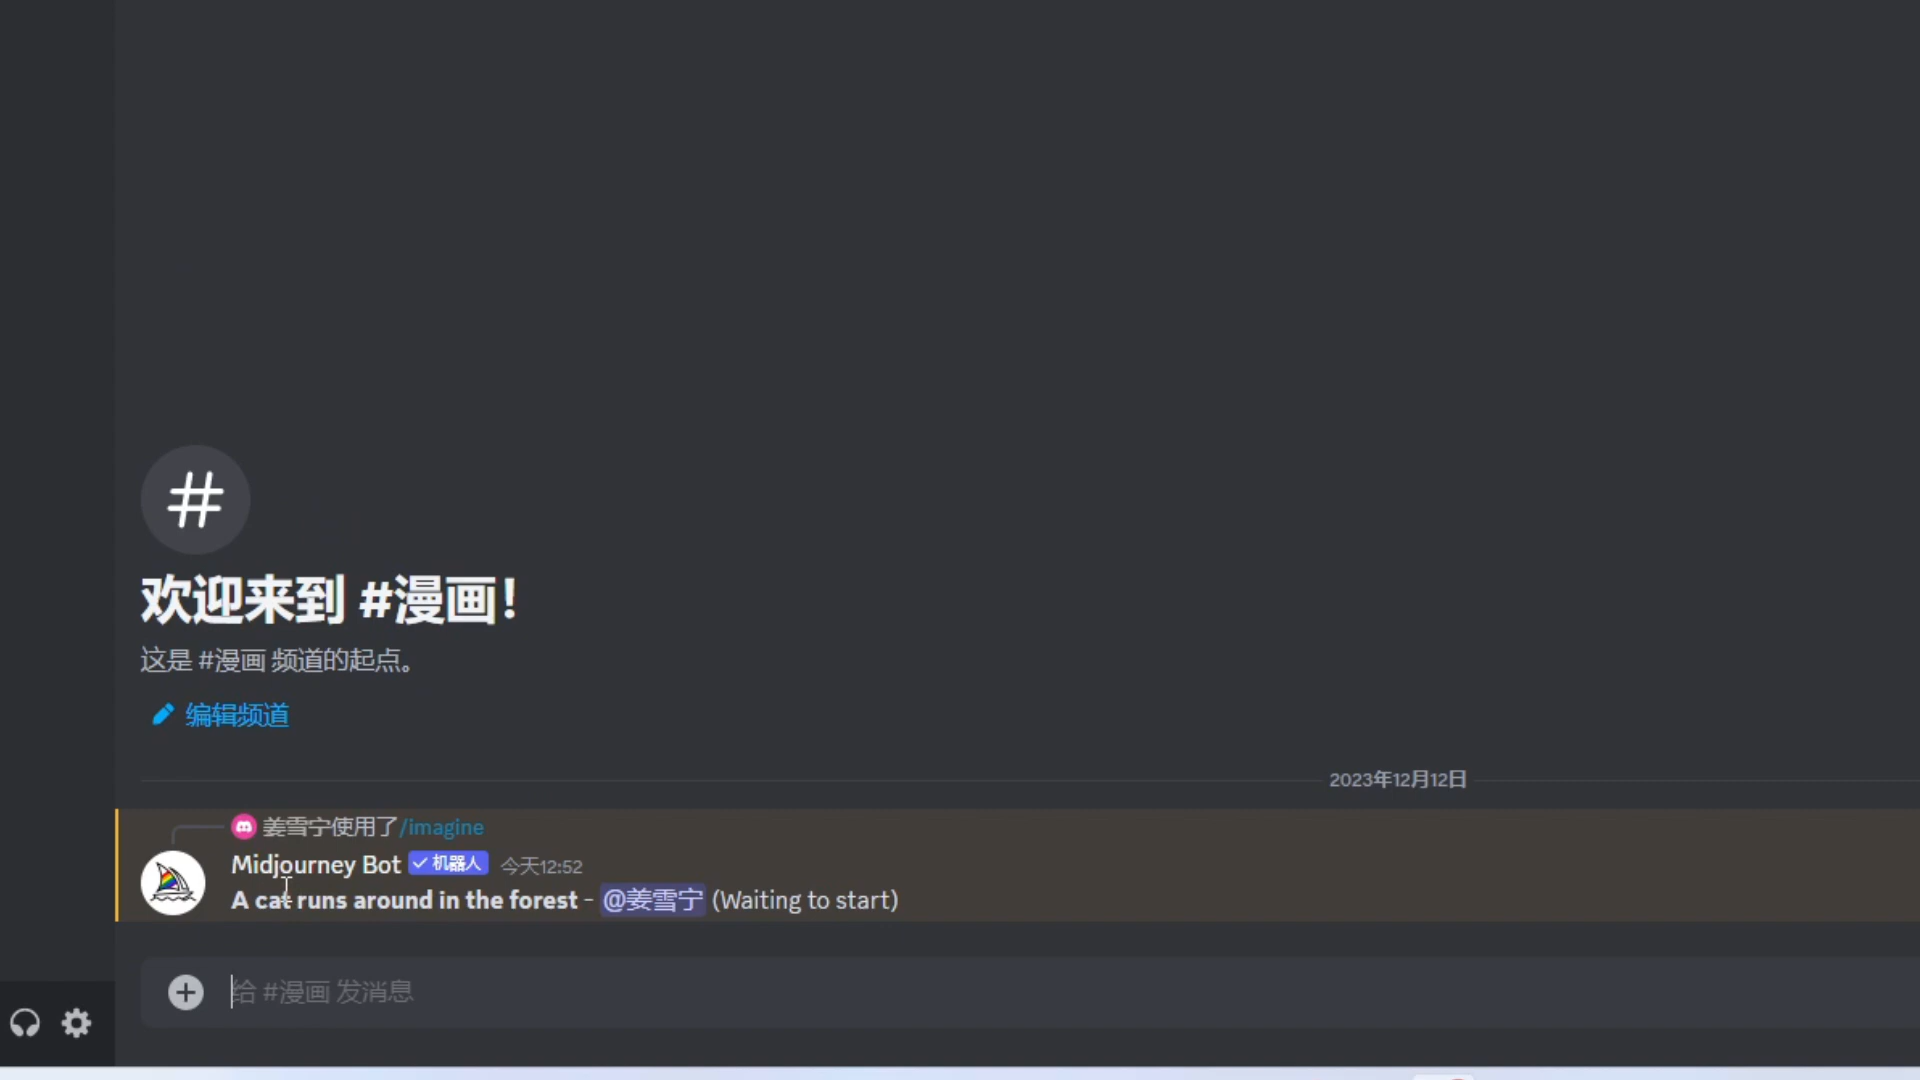 欢迎来到 #漫画！
这是 #漫画 频道的起点。
编辑频道
2023年12月12日
姜雪宁使用了/imagine
Midjourney Bot 机器人 今天12:52
A cat runs around in the forest - @姜雪宁 (Waiting to start)
给 #漫画 发消息